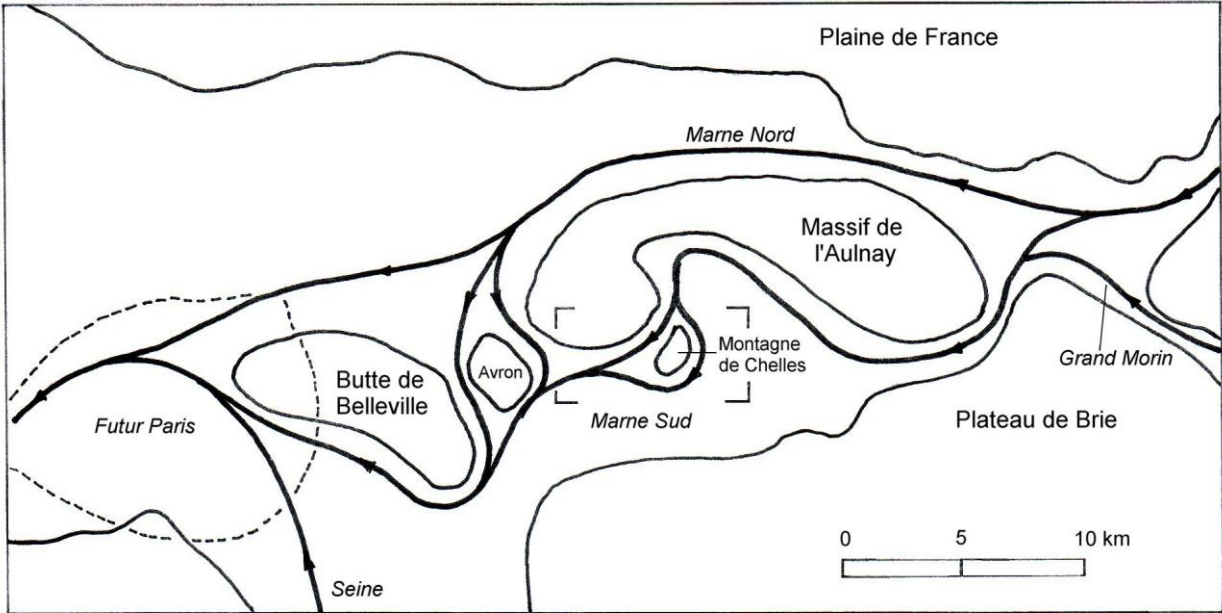 Plaine de France
Marne Nord
Massif de
l'Aulnay
Montagne
de Chelles
Grand Morin
Avron
Butte de
Belleville
Marne Sud
Plateau de Brie
Futur Paris
Seine
0 5 10 km